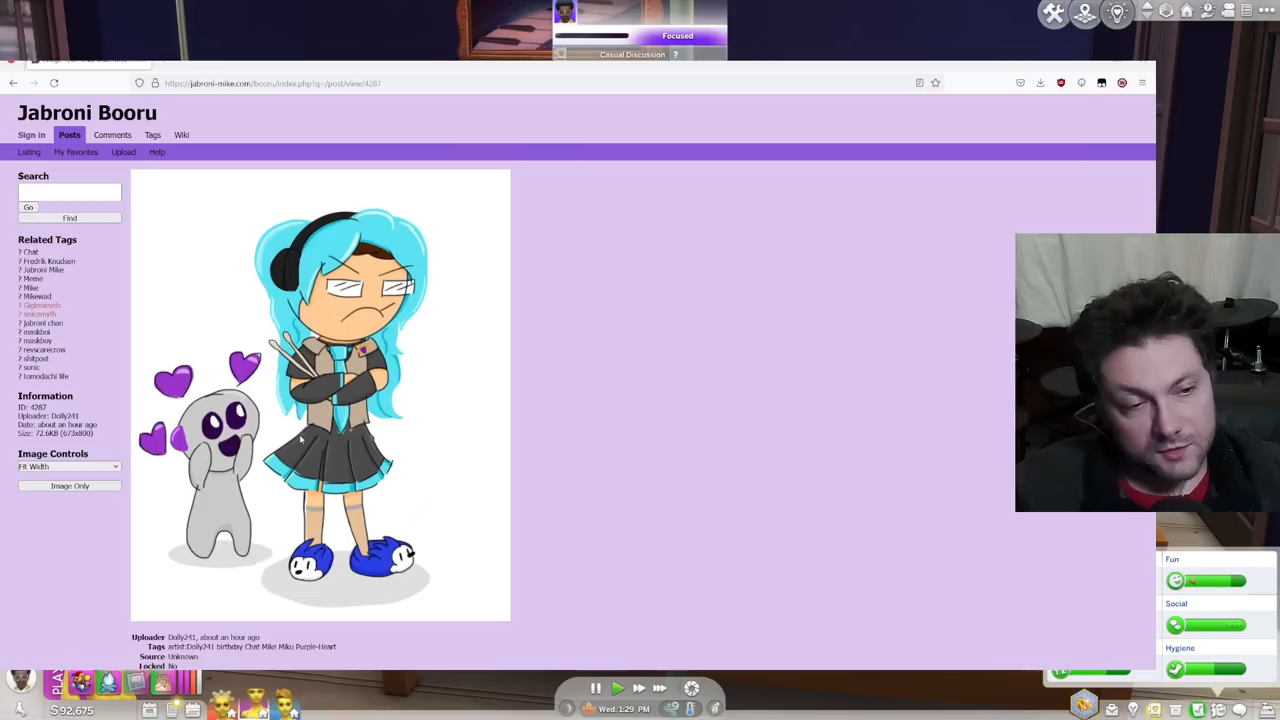 Focused
Casual Discussion ?
https://jabroni-mike.com/booru/index.php?q=/post/view/4287
Jabroni Booru
Sign in Posts Comments Tags Wiki
Listing My Favorites Upload Help
Search
Go
Find
Related Tags
? Chat
? Fredrik Knudsen
? Jabroni Mike
? Meme
? Mike
? Mikewad
? Gigimarvels
? anicemyth
? jabroni chan
? maskboi
? maskboy
? revscarecrow
? shitpost
? sonic
? tomodachi life
Information
ID: 4287
Uploader: Dolly241
Date: about an hour ago
Size: 72.6KB (673x800)
Image Controls
Fit Width
Image Only
Uploader Dolly241, about an hour ago
Tags artist:Dolly241 birthday Chat Mike Miku Purple-Heart
Source Unknown
Locked No
Fun
Social
Hygiene
$92,675
Wed. 1:29 PM